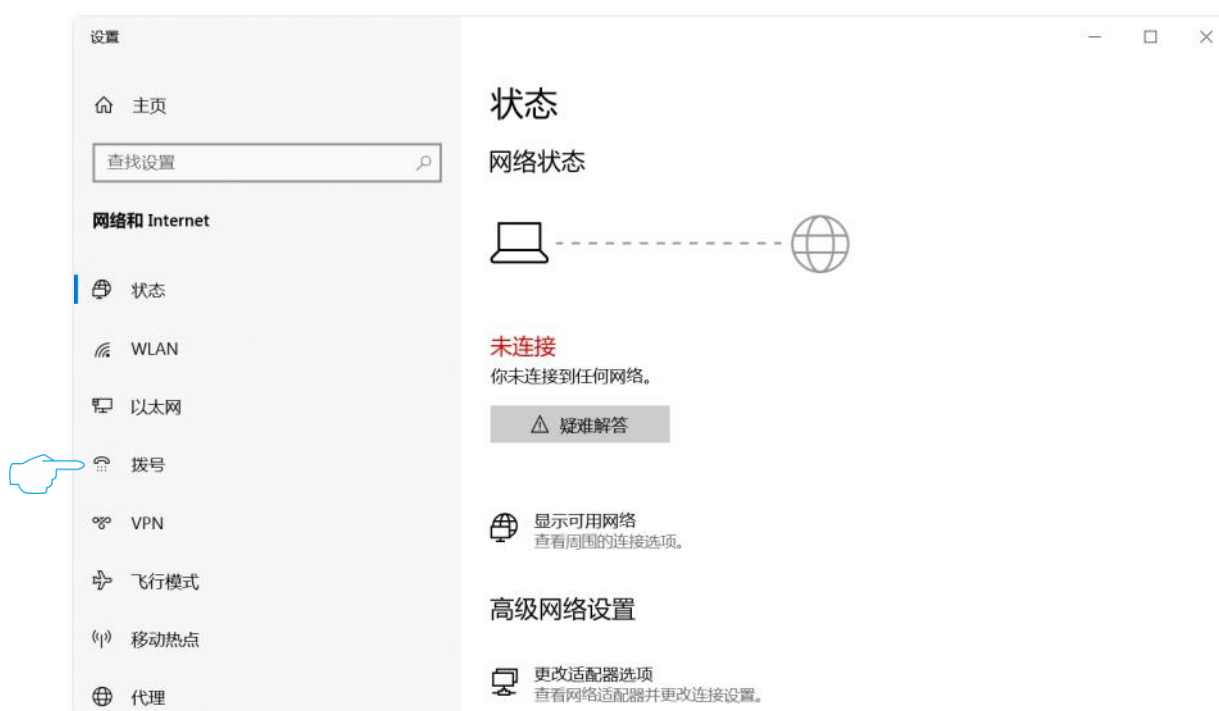 设置
主页
查找设置
网络和 Internet
状态
WLAN
以太网
拨号
VPN
飞行模式
移动热点
代理
状态
网络状态
未连接
你未连接到任何网络。
疑难解答
显示可用网络
查看周围的连接选项。
高级网络设置
更改适配器选项
查看网络适配器并更改连接设置。